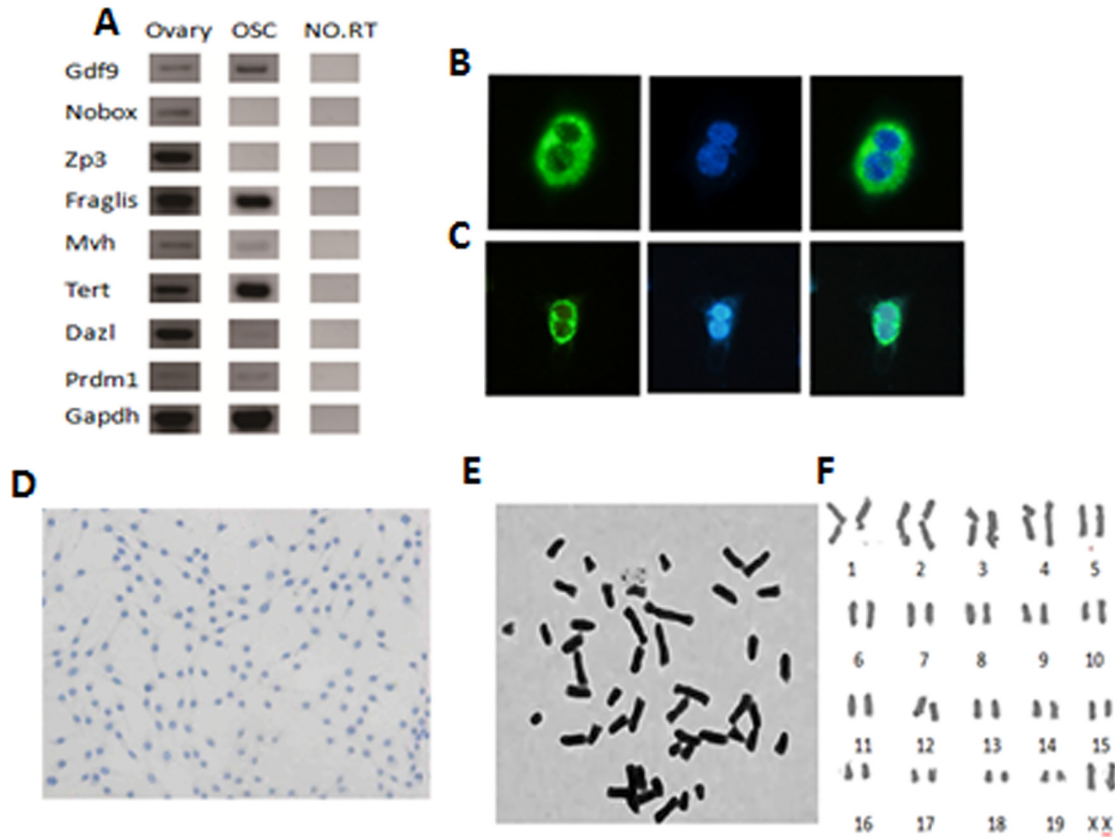 A
Ovary OSC NO.RT
Gdf9
Nobox
Zp3
Fraglis
Mvh
Tert
Dazl
Prdm1
Gapdh
B
C
D
E
F
1 2 3 4 5
6 7 8 9 10
11 12 13 14 15
16 17 18 19 XX